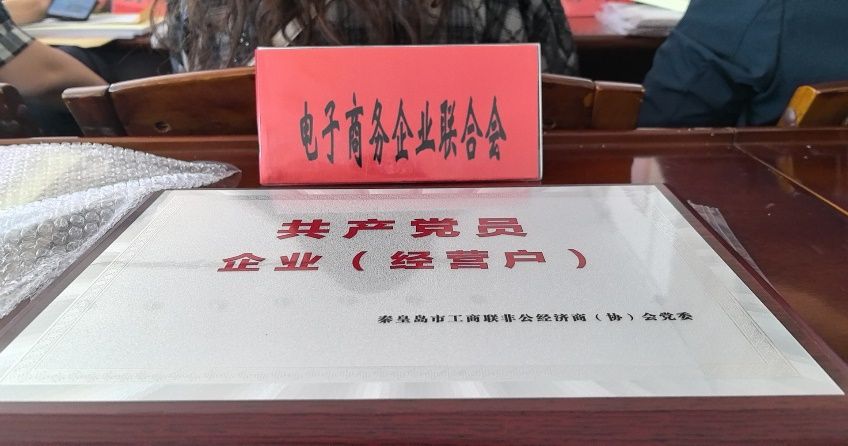 电子商务企业联合会
共产党员
企业（经营户）
秦皇岛市工商联非公经济商（协）会党委